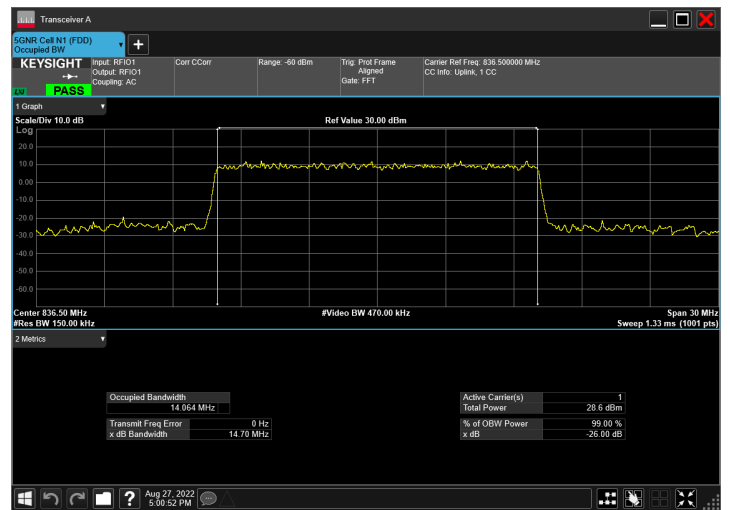 Transceiver A
5GNR Cell N1 (FDD)
Occupied BW
KEYSIGHT
LNI
PASS
Input: RFIO1
Output: RFIO1
Coupling: AC
Corr CCorr
Range: -60 dBm
Trig: Prot Frame
Aligned
Gate: FFT
Carrier Ref Freq: 836.500000 MHz
CC Info: Uplink, 1 CC
1 Graph
Scale/Div 10.0 dB
Ref Value 30.00 dBm
Log
20.0
10.0
0.00
-10.0
-20.0
-30.0
-40.0
-50.0
-60.0
Center 836.50 MHz
#Video BW 470.00 kHz
Span 30 MHz
#Res BW 150.00 kHz
Sweep 1.33 ms (1001 pts)
2 Metrics
Occupied Bandwidth
14.064 MHz
Active Carrier(s) 1
Total Power 28.6 dBm
Transmit Freq Error 0 Hz
x dB Bandwidth 14.70 MHz
% of OBW Power 99.00 %
x dB -26.00 dB
?
Aug 27, 2022
5:00:52 PM